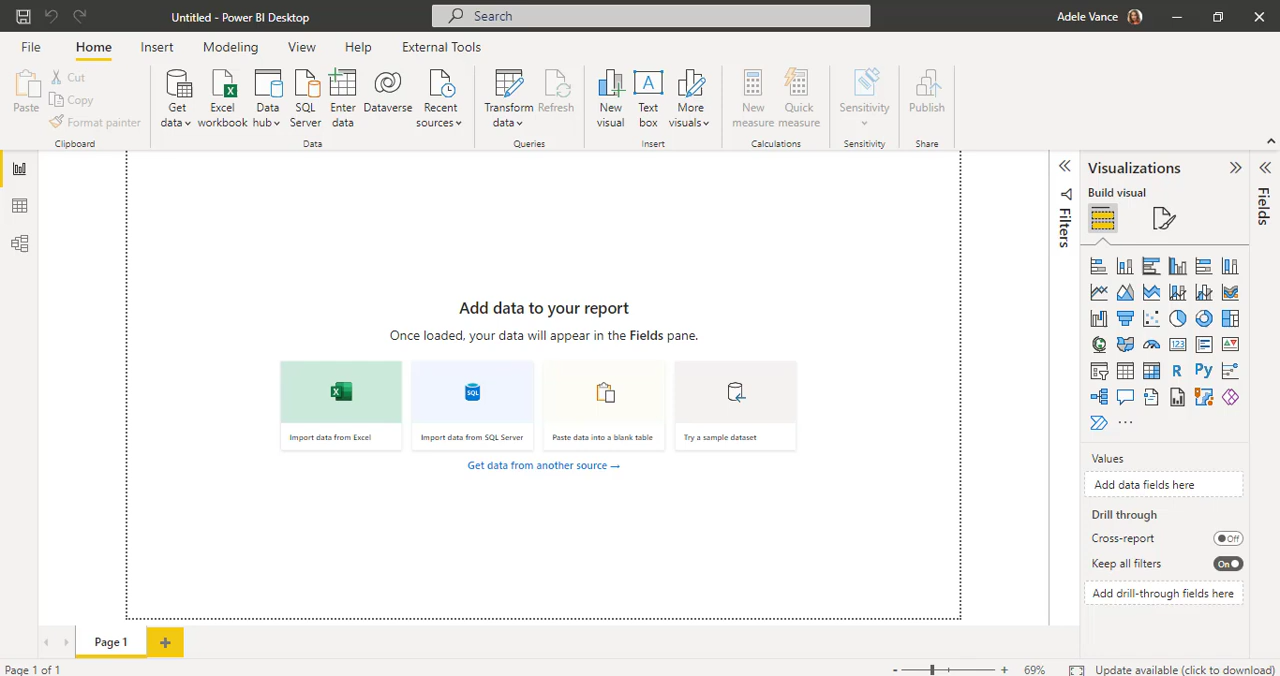 Untitled - Power BI Desktop
Search
Adele Vance
File Home Insert Modeling View Help External Tools
Paste
Cut
Copy
Format painter
Clipboard
Get data
Excel workbook
Data hub
SQL Server
Enter data
Dataverse
Recent sources
Data
Transform data
Refresh
Queries
New visual
Text box
More visuals
Insert
New measure
Quick measure
Calculations
Sensitivity
Sensitivity
Publish
Share
Filters
Visualizations
Build visual
Fields
Add data to your report
Once loaded, your data will appear in the Fields pane.
Import data from Excel
SQL
Import data from SQL Server
Paste data into a blank table
Try a sample dataset
Get data from another source →
123
R
Py
...
Values
Add data fields here
Drill through
Cross-report
Off
Keep all filters
On
Add drill-through fields here
Page 1
+
Page 1 of 1
- + 69%
Update available (click to download)